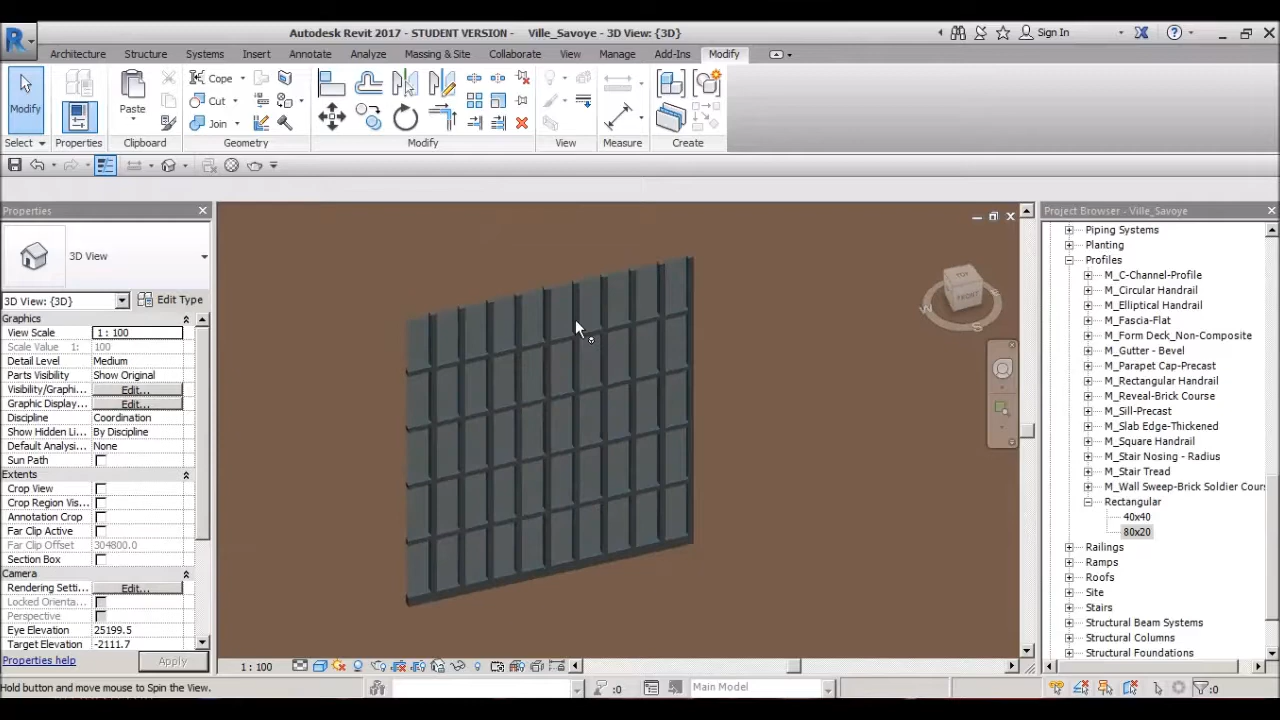 Autodesk Revit 2017 - STUDENT VERSION - Ville_Savoye - 3D View: {3D}
Sign In
Architecture Structure Systems Insert Annotate Analyze Massing & Site Collaborate View Manage Add-Ins Modify
Modify
Paste
Cope
Cut
Join
Select Properties Clipboard Geometry Modify View Measure Create
Properties
3D View
3D View: {3D} Edit Type
Graphics
View Scale 1 : 100
Scale Value 1: 100
Detail Level Medium
Parts Visibility Show Original
Visibility/Graphi... Edit...
Graphic Display... Edit...
Discipline Coordination
Show Hidden Li... By Discipline
Default Analysi... None
Sun Path
Extents
Crop View
Crop Region Vis...
Annotation Crop
Far Clip Active
Far Clip Offset 304800.0
Section Box
Camera
Rendering Setti... Edit...
Locked Orienta...
Perspective
Eye Elevation 25199.5
Target Elevation -2111.7
Properties help Apply
TOP
FRONT
W
S
Project Browser - Ville_Savoye
Piping Systems
Planting
Profiles
M_C-Channel-Profile
M_Circular Handrail
M_Elliptical Handrail
M_Fascia-Flat
M_Form Deck_Non-Composite
M_Gutter - Bevel
M_Parapet Cap-Precast
M_Rectangular Handrail
M_Reveal-Brick Course
M_Sill-Precast
M_Slab Edge-Thickened
M_Square Handrail
M_Stair Nosing - Radius
M_Stair Tread
M_Wall Sweep-Brick Soldier Cour
Rectangular
40x40
80x20
Railings
Ramps
Roofs
Site
Stairs
Structural Beam Systems
Structural Columns
Structural Foundations
1 : 100
Hold button and move mouse to Spin the View.
:0
Main Model
:0